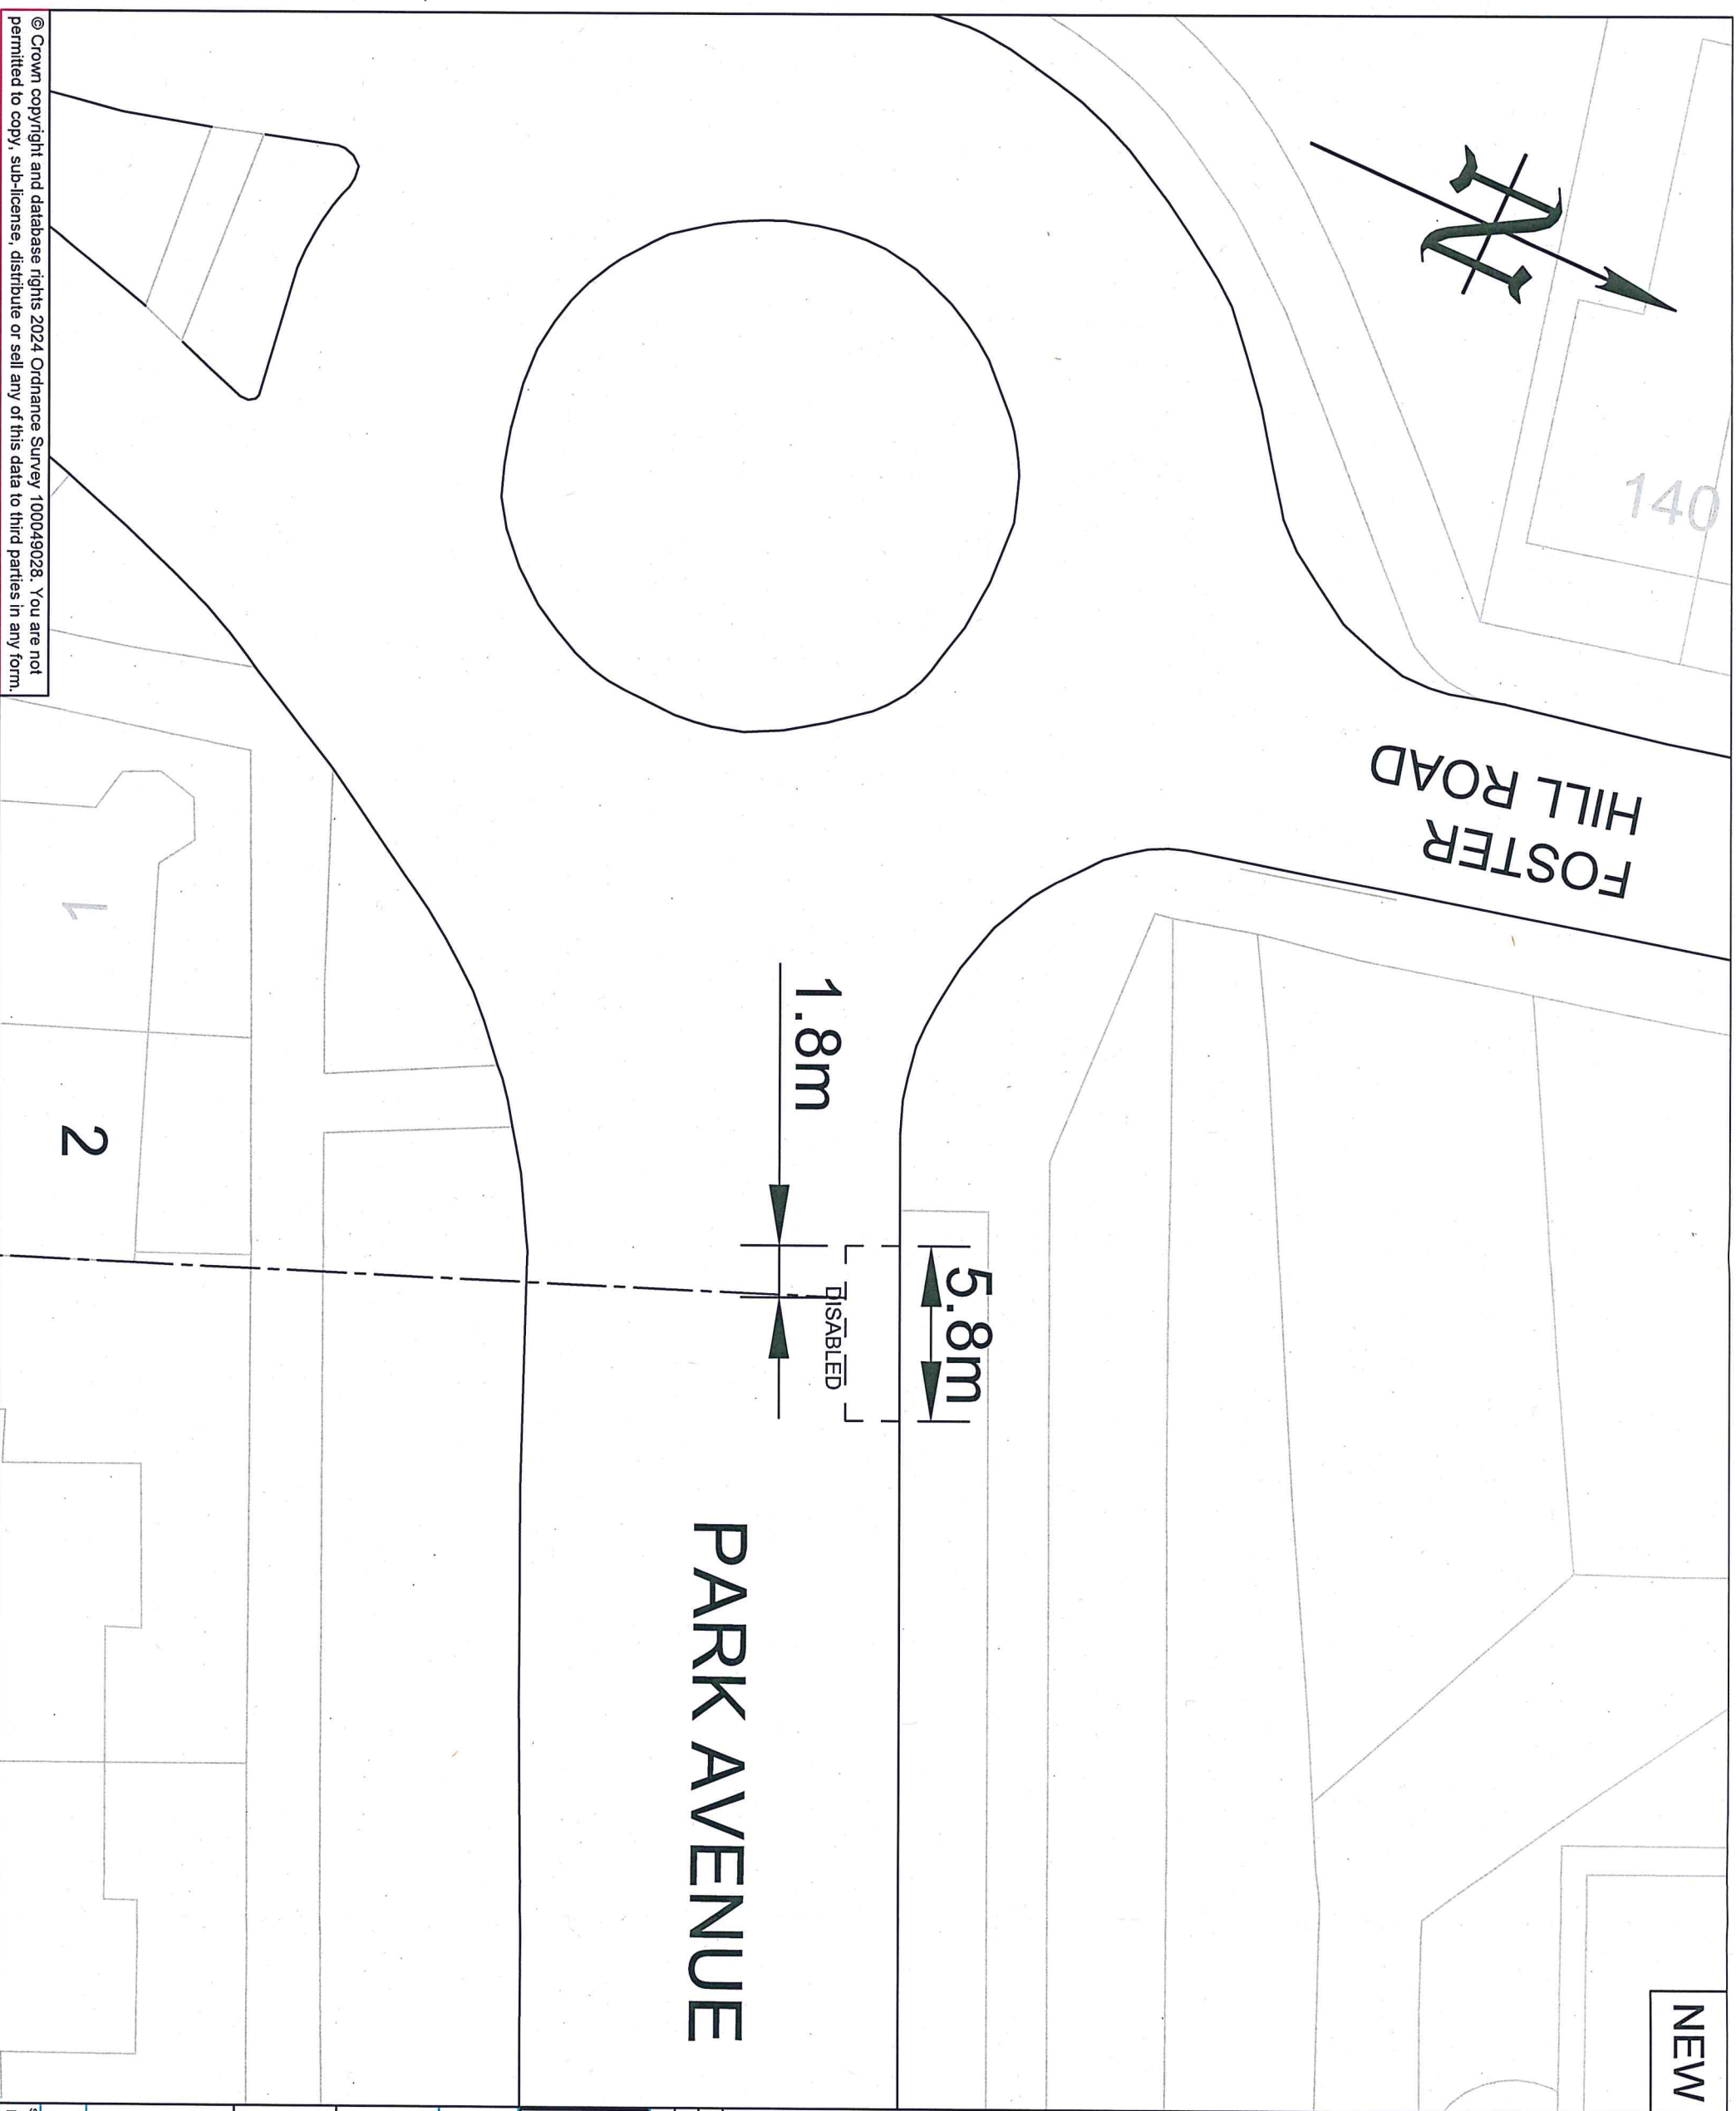 NEW
140
FOSTER
HILL ROAD
N
1.8m
5.8m
DISABLED
PARK AVENUE
1
2
© Crown copyright and database rights 2024 Ordnance Survey 100049028. You are not
permitted to copy, sub-license, distribute or sell any of this data to third parties in any form.